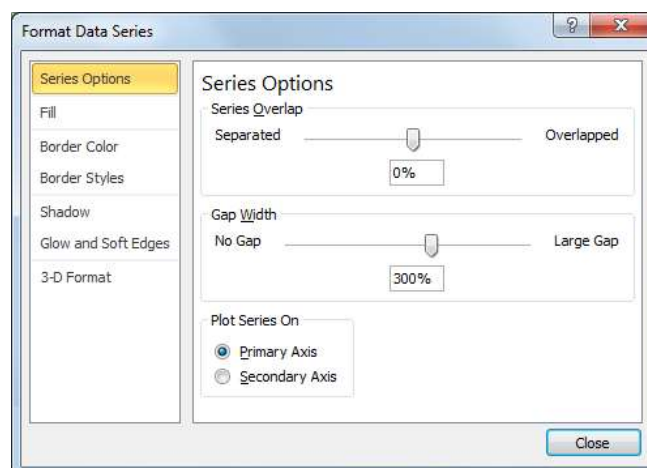 Format Data Series
Series Options
Fill
Border Color
Border Styles
Shadow
Glow and Soft Edges
3-D Format
Series Options
Series Overlap
Separated Overlapped
0%
Gap Width
No Gap Large Gap
300%
Plot Series On
Primary Axis
Secondary Axis
Close